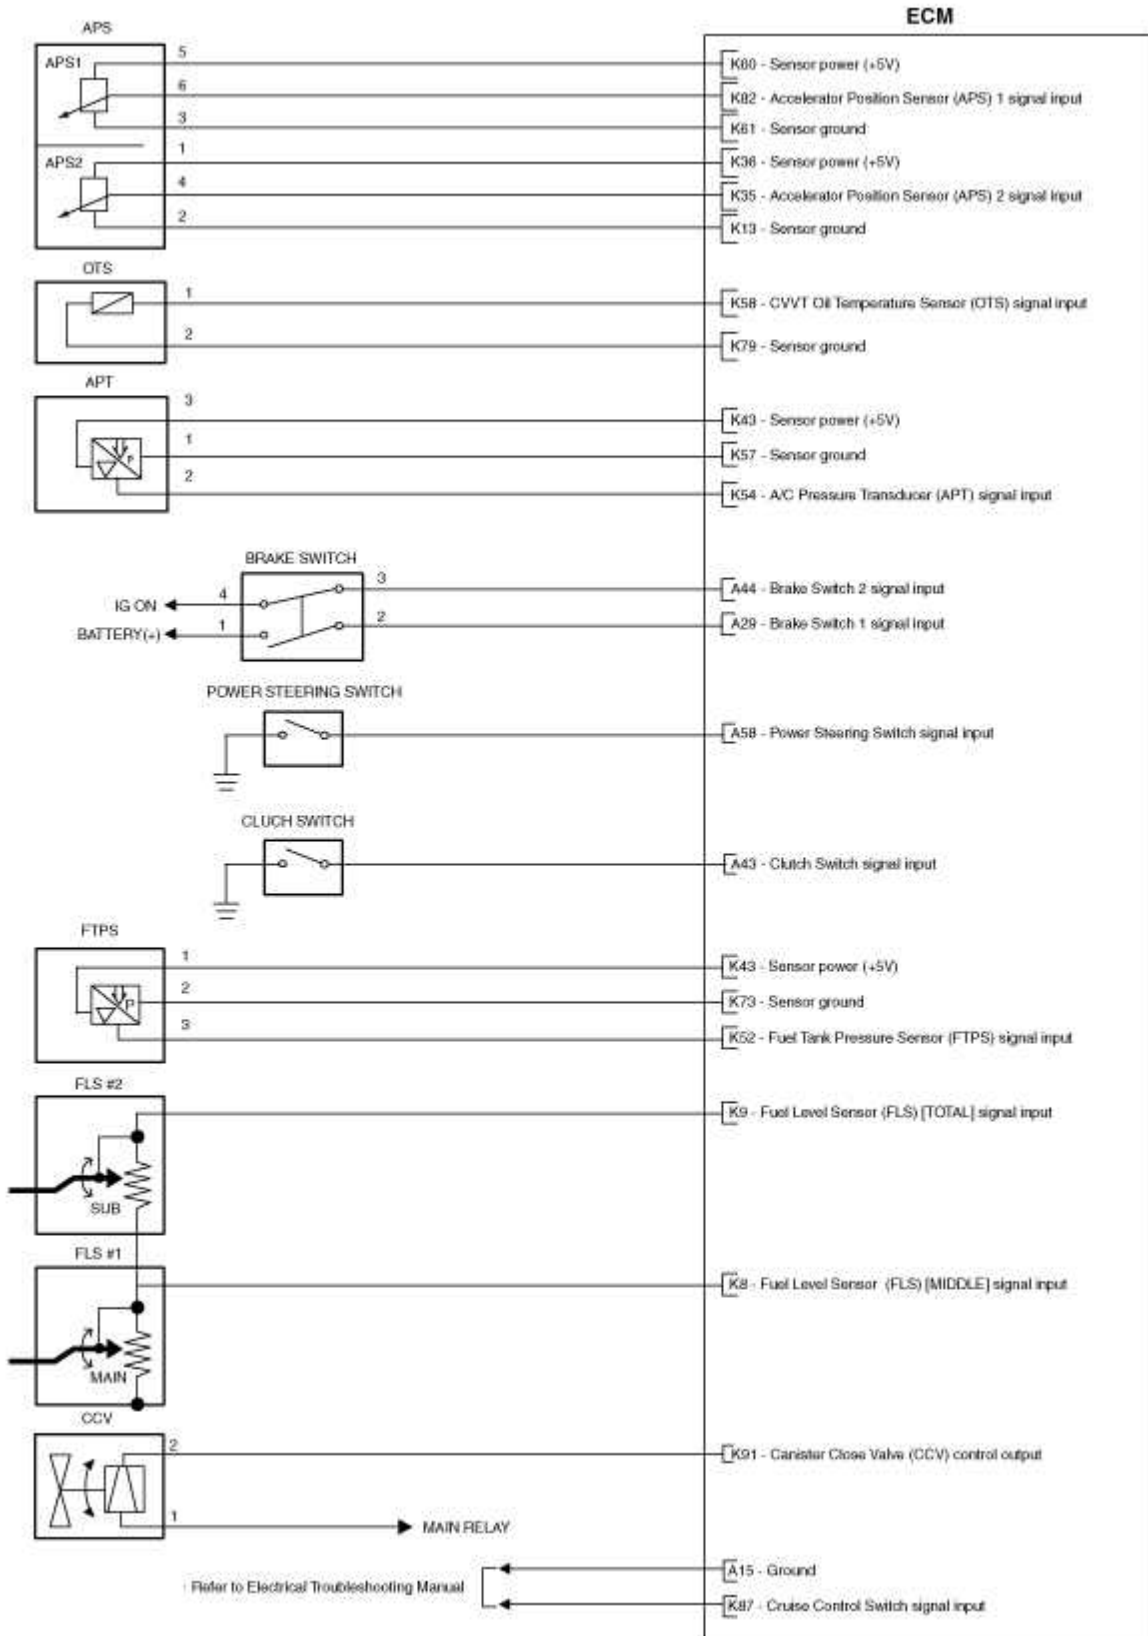 ECM
APS
APS1
5
K60 - Sensor power (+5V)
6
K82 - Accelerator Position Sensor (APS) 1 signal input
3
K61 - Sensor ground
APS2
1
K36 - Sensor power (+5V)
4
K35 - Accelerator Position Sensor (APS) 2 signal input
2
K13 - Sensor ground
OTS
1
K58 - CVVT Oil Temperature Sensor (OTS) signal input
2
K79 - Sensor ground
APT
3
K43 - Sensor power (+5V)
1
K57 - Sensor ground
P
2
K54 - A/C Pressure Transducer (APT) signal input
BRAKE SWITCH
3
A44 - Brake Switch 2 signal input
IG ON
4
BATTERY(+)
1
2
A29 - Brake Switch 1 signal input
POWER STEERING SWITCH
A58 - Power Steering Switch signal input
CLUCH SWITCH
A43 - Clutch Switch signal input
FTPS
1
K43 - Sensor power (+5V)
2
K73 - Sensor ground
P
3
K52 - Fuel Tank Pressure Sensor (FTPS) signal input
FLS #2
K9 - Fuel Level Sensor (FLS) [TOTAL] signal input
SUB
FLS #1
K8 - Fuel Level Sensor (FLS) [MIDDLE] signal input
MAIN
CCV
2
K91 - Canister Close Valve (CCV) control output
1
MAIN RELAY
A15 - Ground
Refer to Electrical Troubleshooting Manual
K87 - Cruise Control Switch signal input